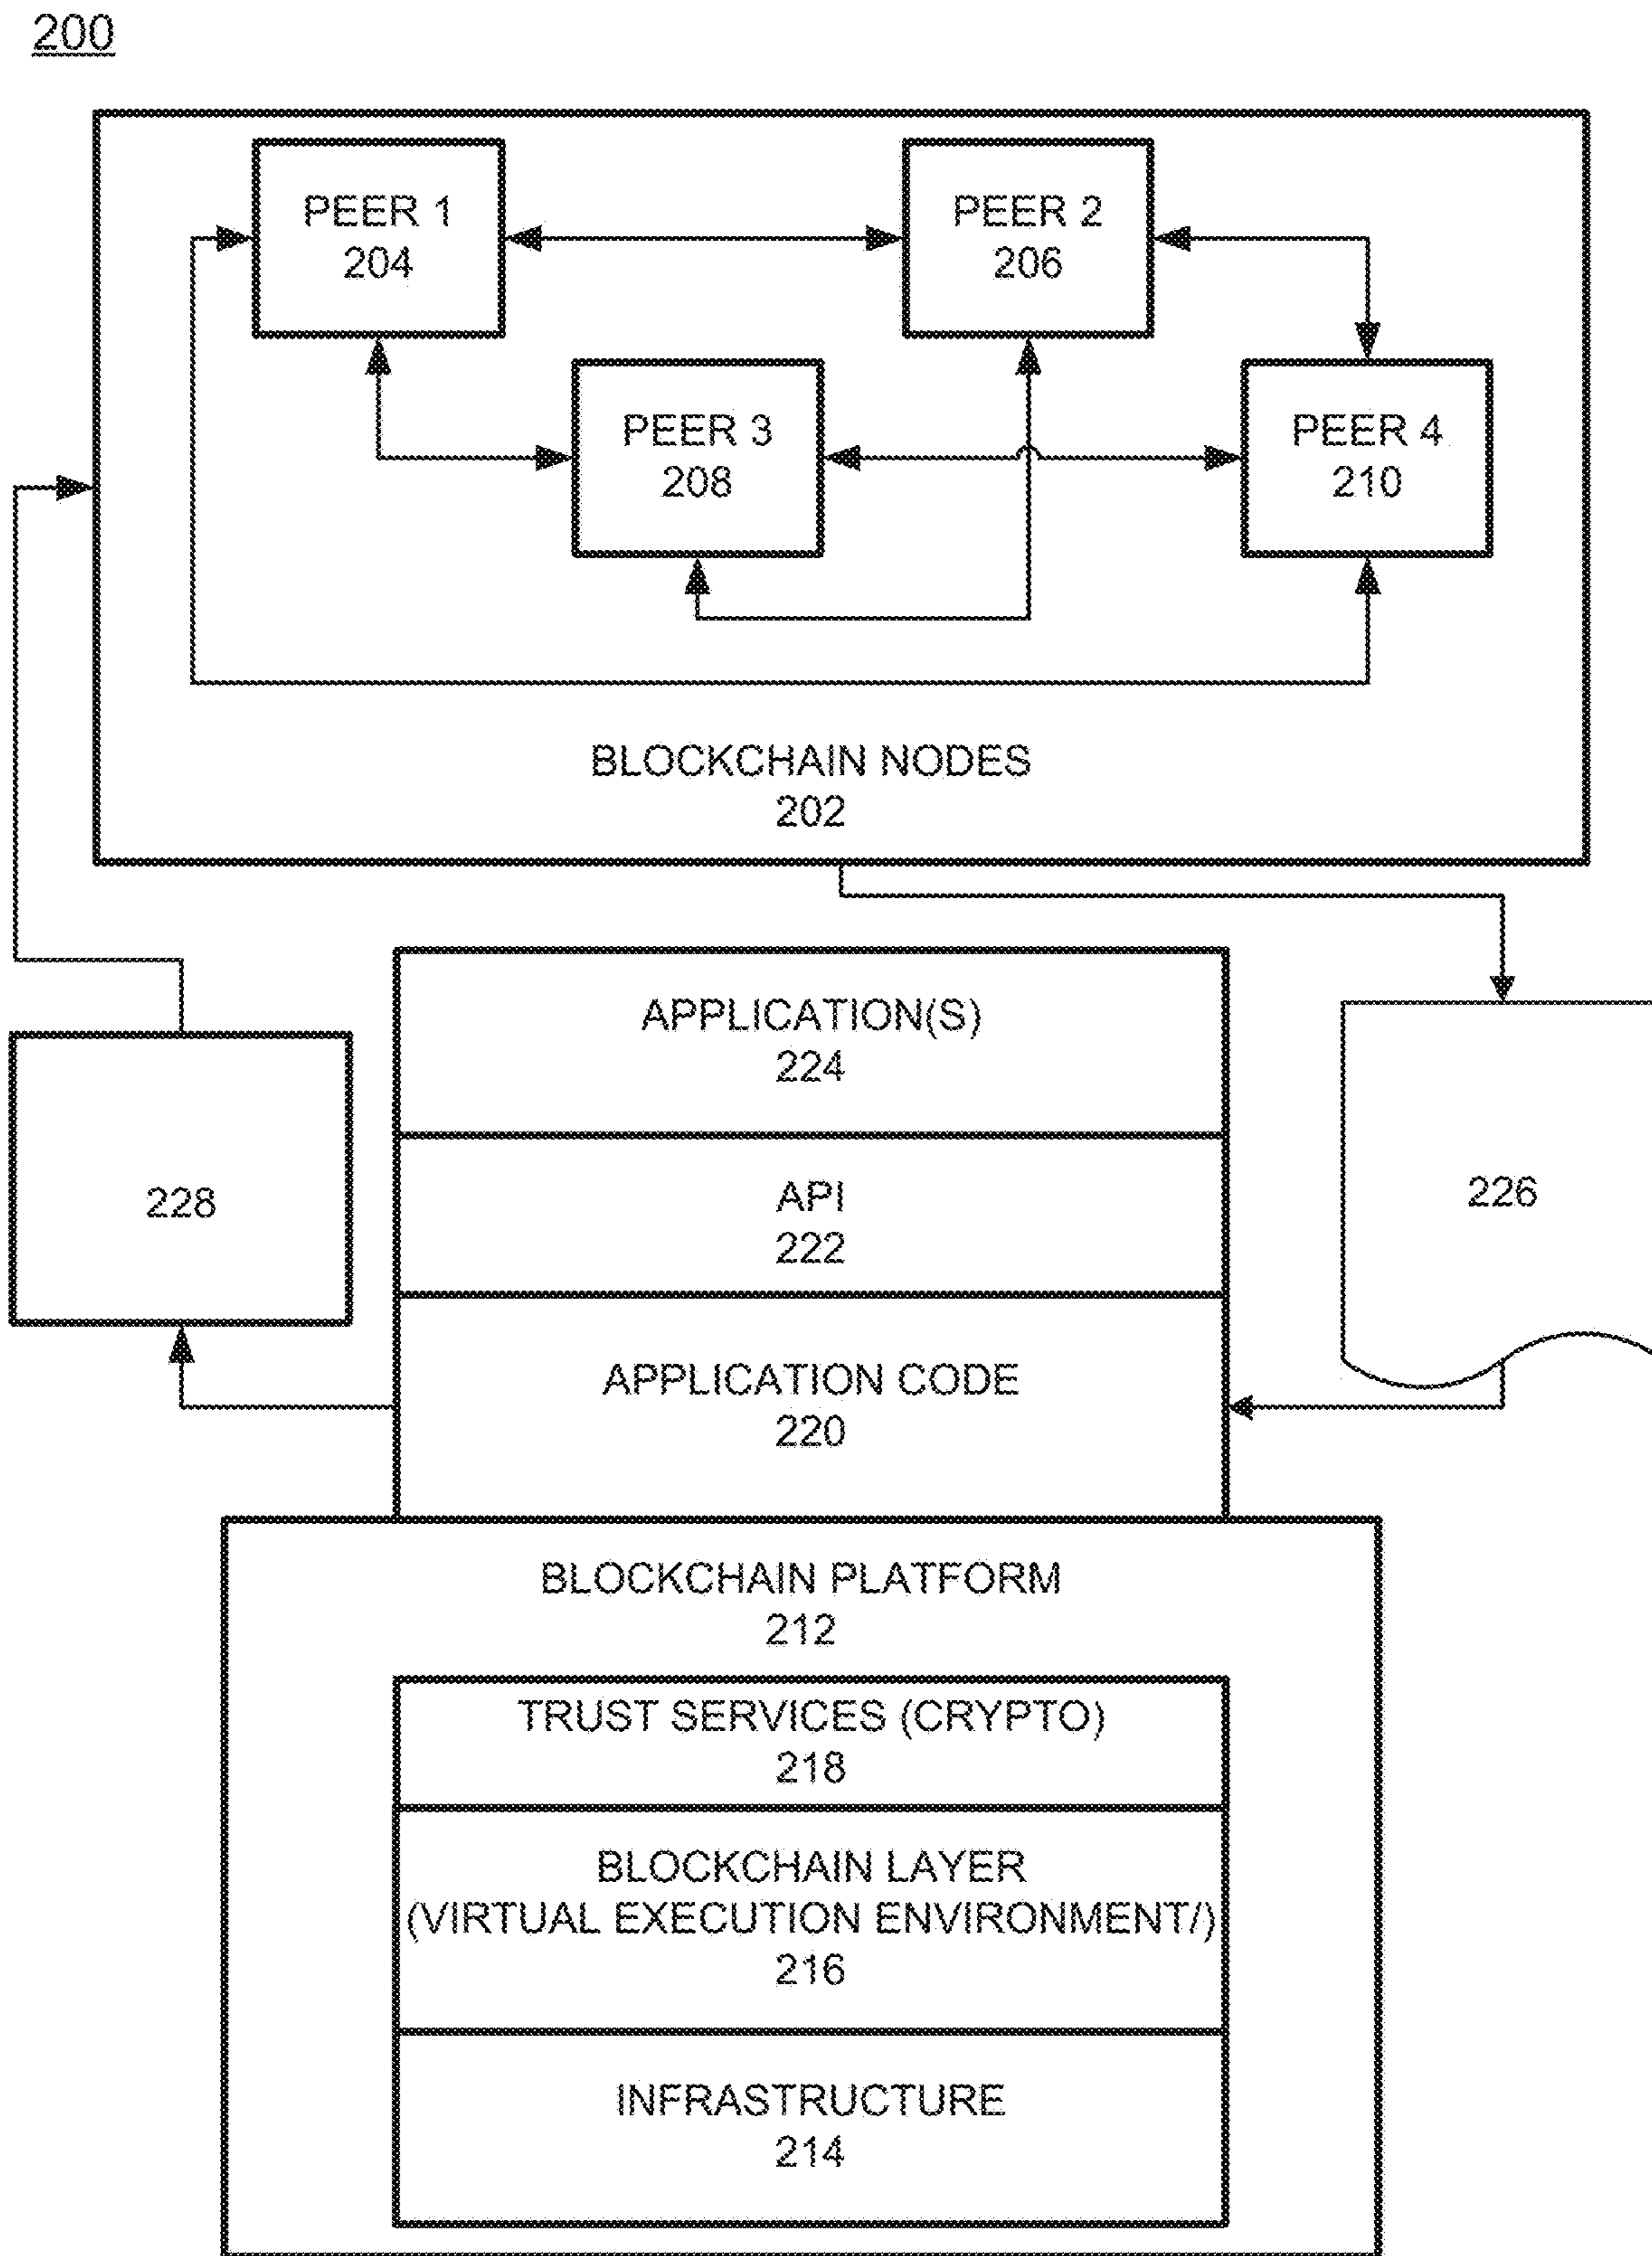 200
PEER 1
204
PEER 2
206
PEER 3
208
PEER 4
210
BLOCKCHAIN NODES
202
APPLICATION(S)
224
API
222
228
226
APPLICATION CODE
220
BLOCKCHAIN PLATFORM
212
TRUST SERVICES (CRYPTO)
218
BLOCKCHAIN LAYER
(VIRTUAL EXECUTION ENVIRONMENT/)
216
INFRASTRUCTURE
214